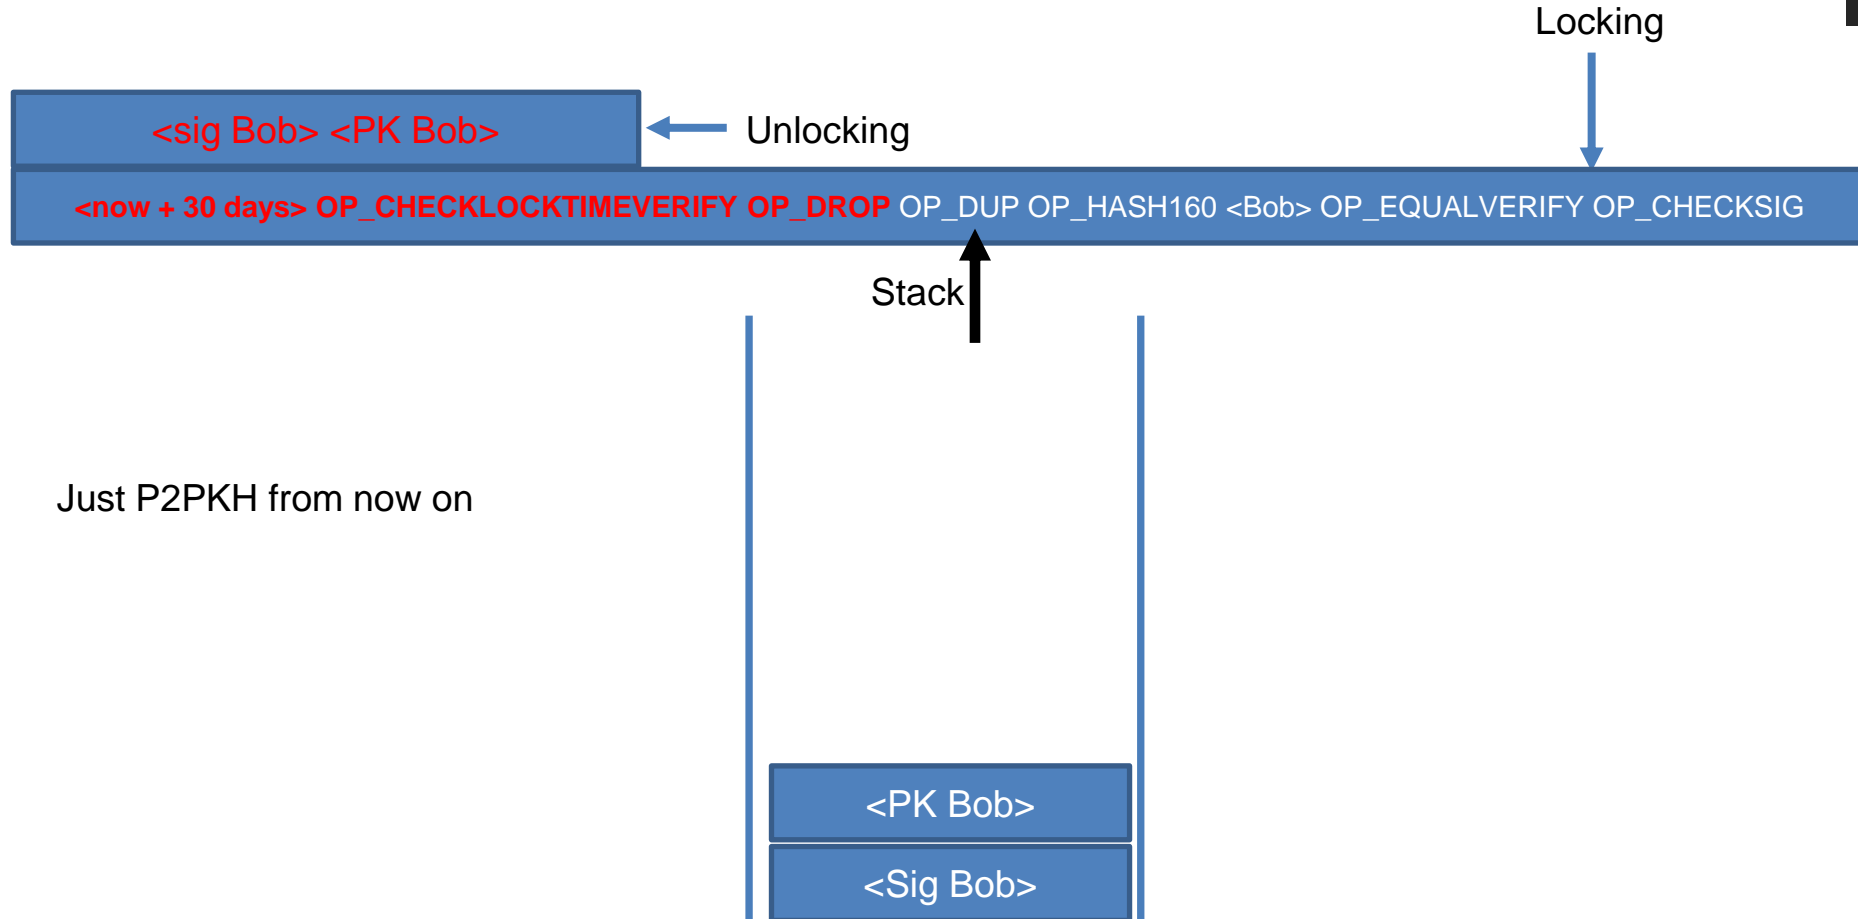 Locking
<sig Bob> <PK Bob>
Unlocking
<now + 30 days> OP_CHECKLOCKTIMEVERIFY OP_DROP OP_DUP OP_HASH160 <Bob> OP_EQUALVERIFY OP_CHECKSIG
Stack
Just P2PKH from now on
<PK Bob>
<Sig Bob>